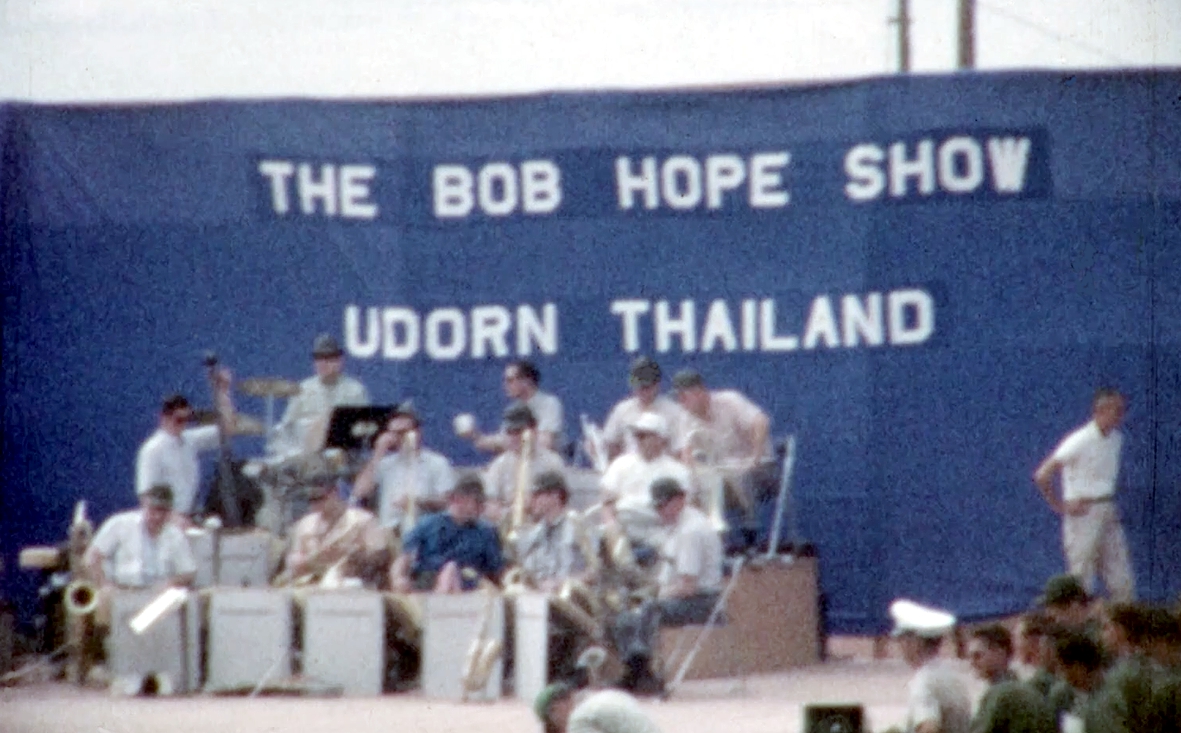 THE BOB HOPE SHOW
UDORN THAILAND